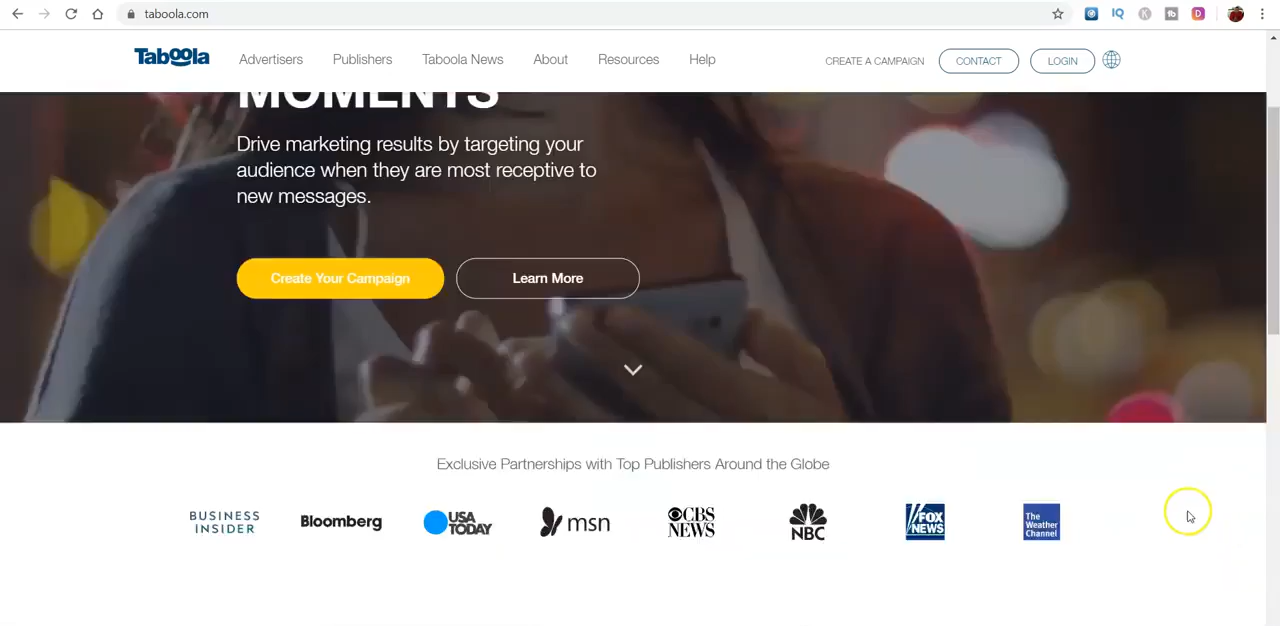 taboola.com
IQ
K
tb
D
Taboola
Advertisers
Publishers
Taboola News
About
Resources
Help
CREATE A CAMPAIGN
CONTACT
LOGIN
MOMENTS
Drive marketing results by targeting your
audience when they are most receptive to
new messages.
Create Your Campaign
Learn More
Exclusive Partnerships with Top Publishers Around the Globe
BUSINESS
INSIDER
Bloomberg
USA
TODAY
msn
CBS
NEWS
NBC
FOX
NEWS
The
Weather
Channel